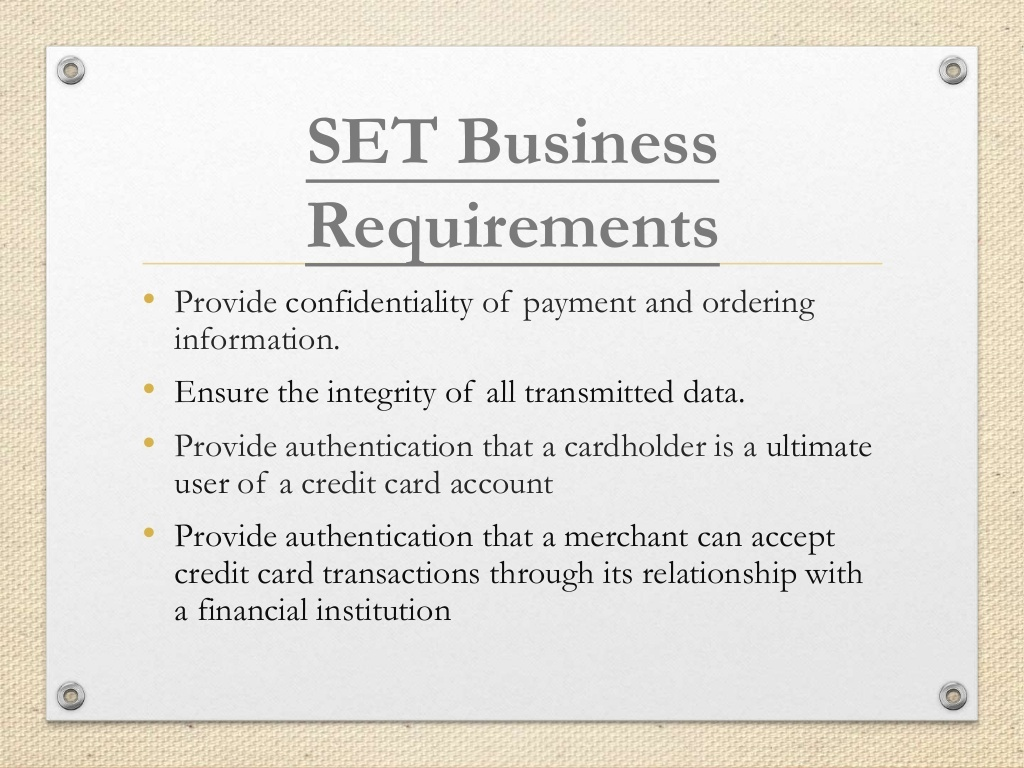 SET Business
Requirements
• Provide confidentiality of payment and ordering
information.
• Ensure the integrity of all transmitted data.
• Provide authentication that a cardholder is a ultimate
user of a credit card account
• Provide authentication that a merchant can accept
credit card transactions through its relationship with
a financial institution